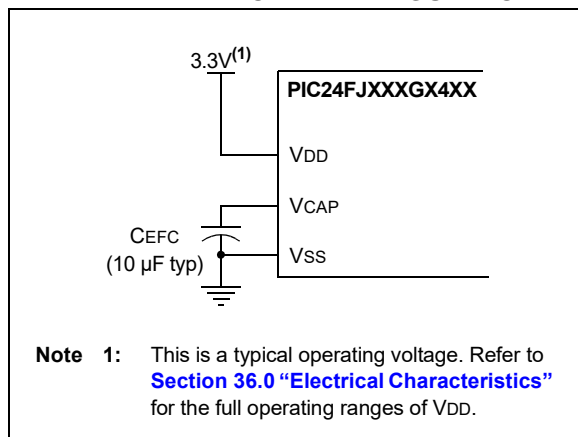 3.3V(1)
PIC24FJXXXGX4XX
VDD
VCAP
CEFC
(10 µF typ)
VSS
Note 1: This is a typical operating voltage. Refer to
Section 36.0 “Electrical Characteristics”
for the full operating ranges of VDD.